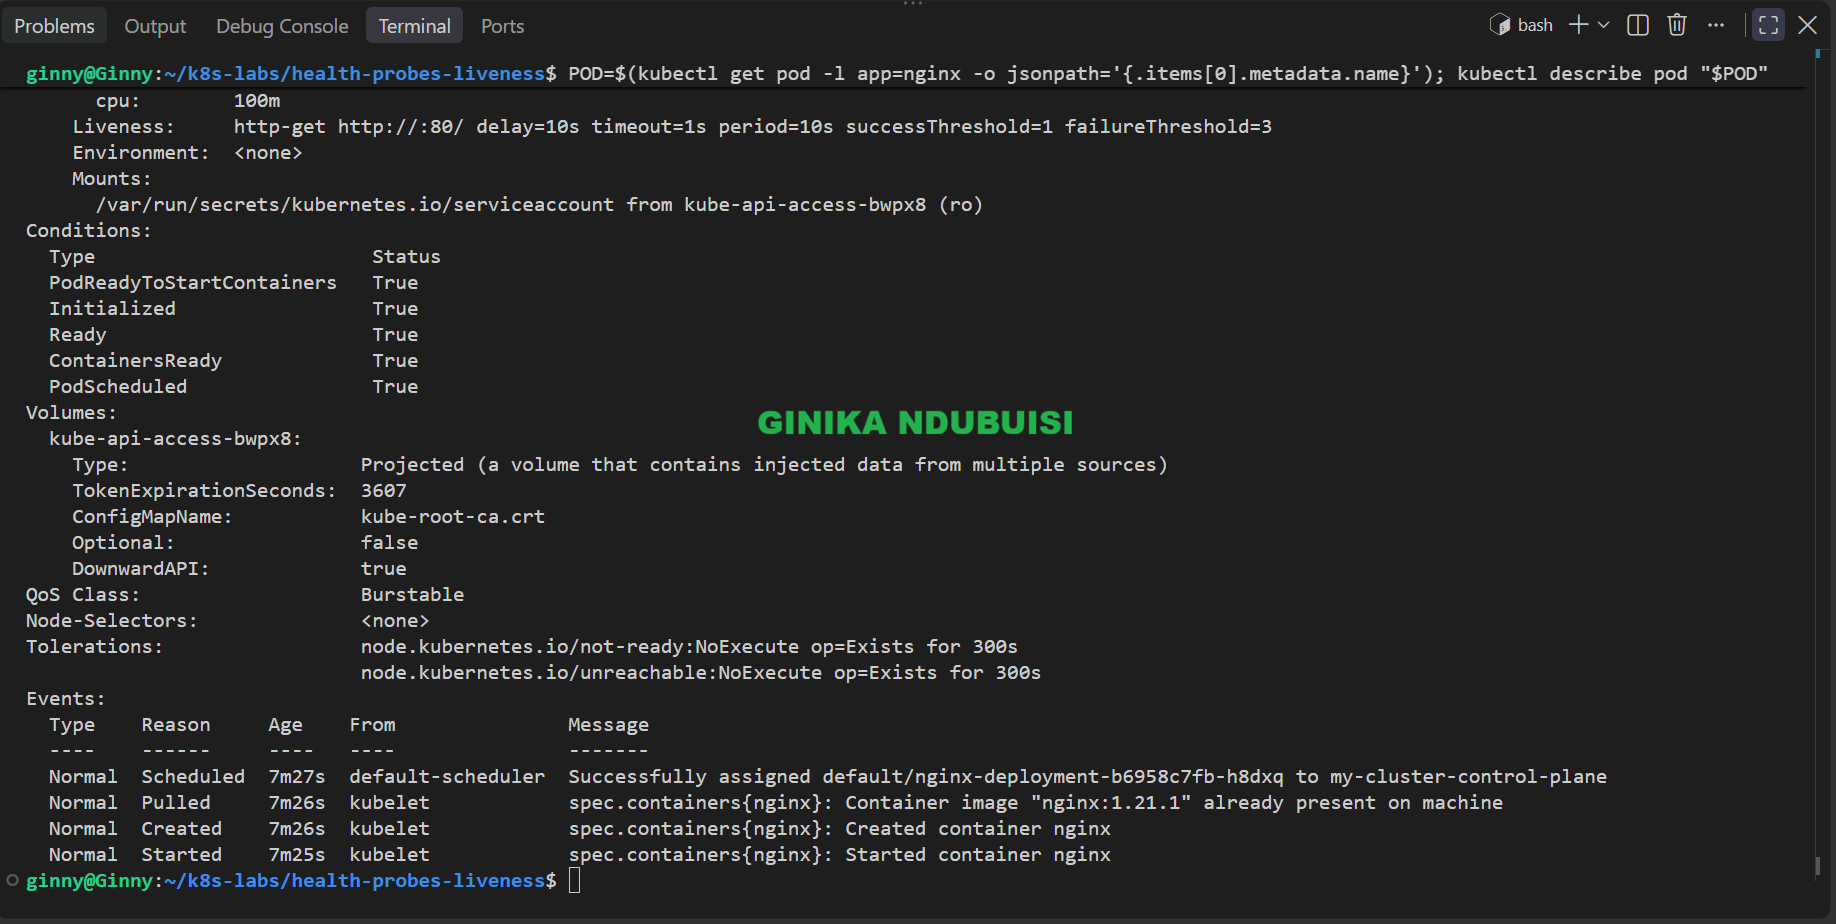 Problems Output Debug Console Terminal Ports bash
ginny@Ginny:~/k8s-labs/health-probes-liveness$ POD=$(kubectl get pod -l app=nginx -o jsonpath='{.items[0].metadata.name}'); kubectl describe pod "$POD"
cpu: 100m
Liveness: http-get http://:80/ delay=10s timeout=1s period=10s successThreshold=1 failureThreshold=3
Environment: <none>
Mounts:
/var/run/secrets/kubernetes.io/serviceaccount from kube-api-access-bwpx8 (ro)
Conditions:
Type Status
PodReadyToStartContainers True
Initialized True
Ready True
ContainersReady True
PodScheduled True
Volumes:
GINIKA NDUBUISI
kube-api-access-bwpx8:
Type: Projected (a volume that contains injected data from multiple sources)
TokenExpirationSeconds: 3607
ConfigMapName: kube-root-ca.crt
Optional: false
DownwardAPI: true
QoS Class: Burstable
Node-Selectors: <none>
Tolerations: node.kubernetes.io/not-ready:NoExecute op=Exists for 300s
node.kubernetes.io/unreachable:NoExecute op=Exists for 300s
Events:
Type Reason Age From Message
---- ------ ---- ---- -------
Normal Scheduled 7m27s default-scheduler Successfully assigned default/nginx-deployment-b6958c7fb-h8dxq to my-cluster-control-plane
Normal Pulled 7m26s kubelet spec.containers{nginx}: Container image "nginx:1.21.1" already present on machine
Normal Created 7m26s kubelet spec.containers{nginx}: Created container nginx
Normal Started 7m25s kubelet spec.containers{nginx}: Started container nginx
ginny@Ginny:~/k8s-labs/health-probes-liveness$